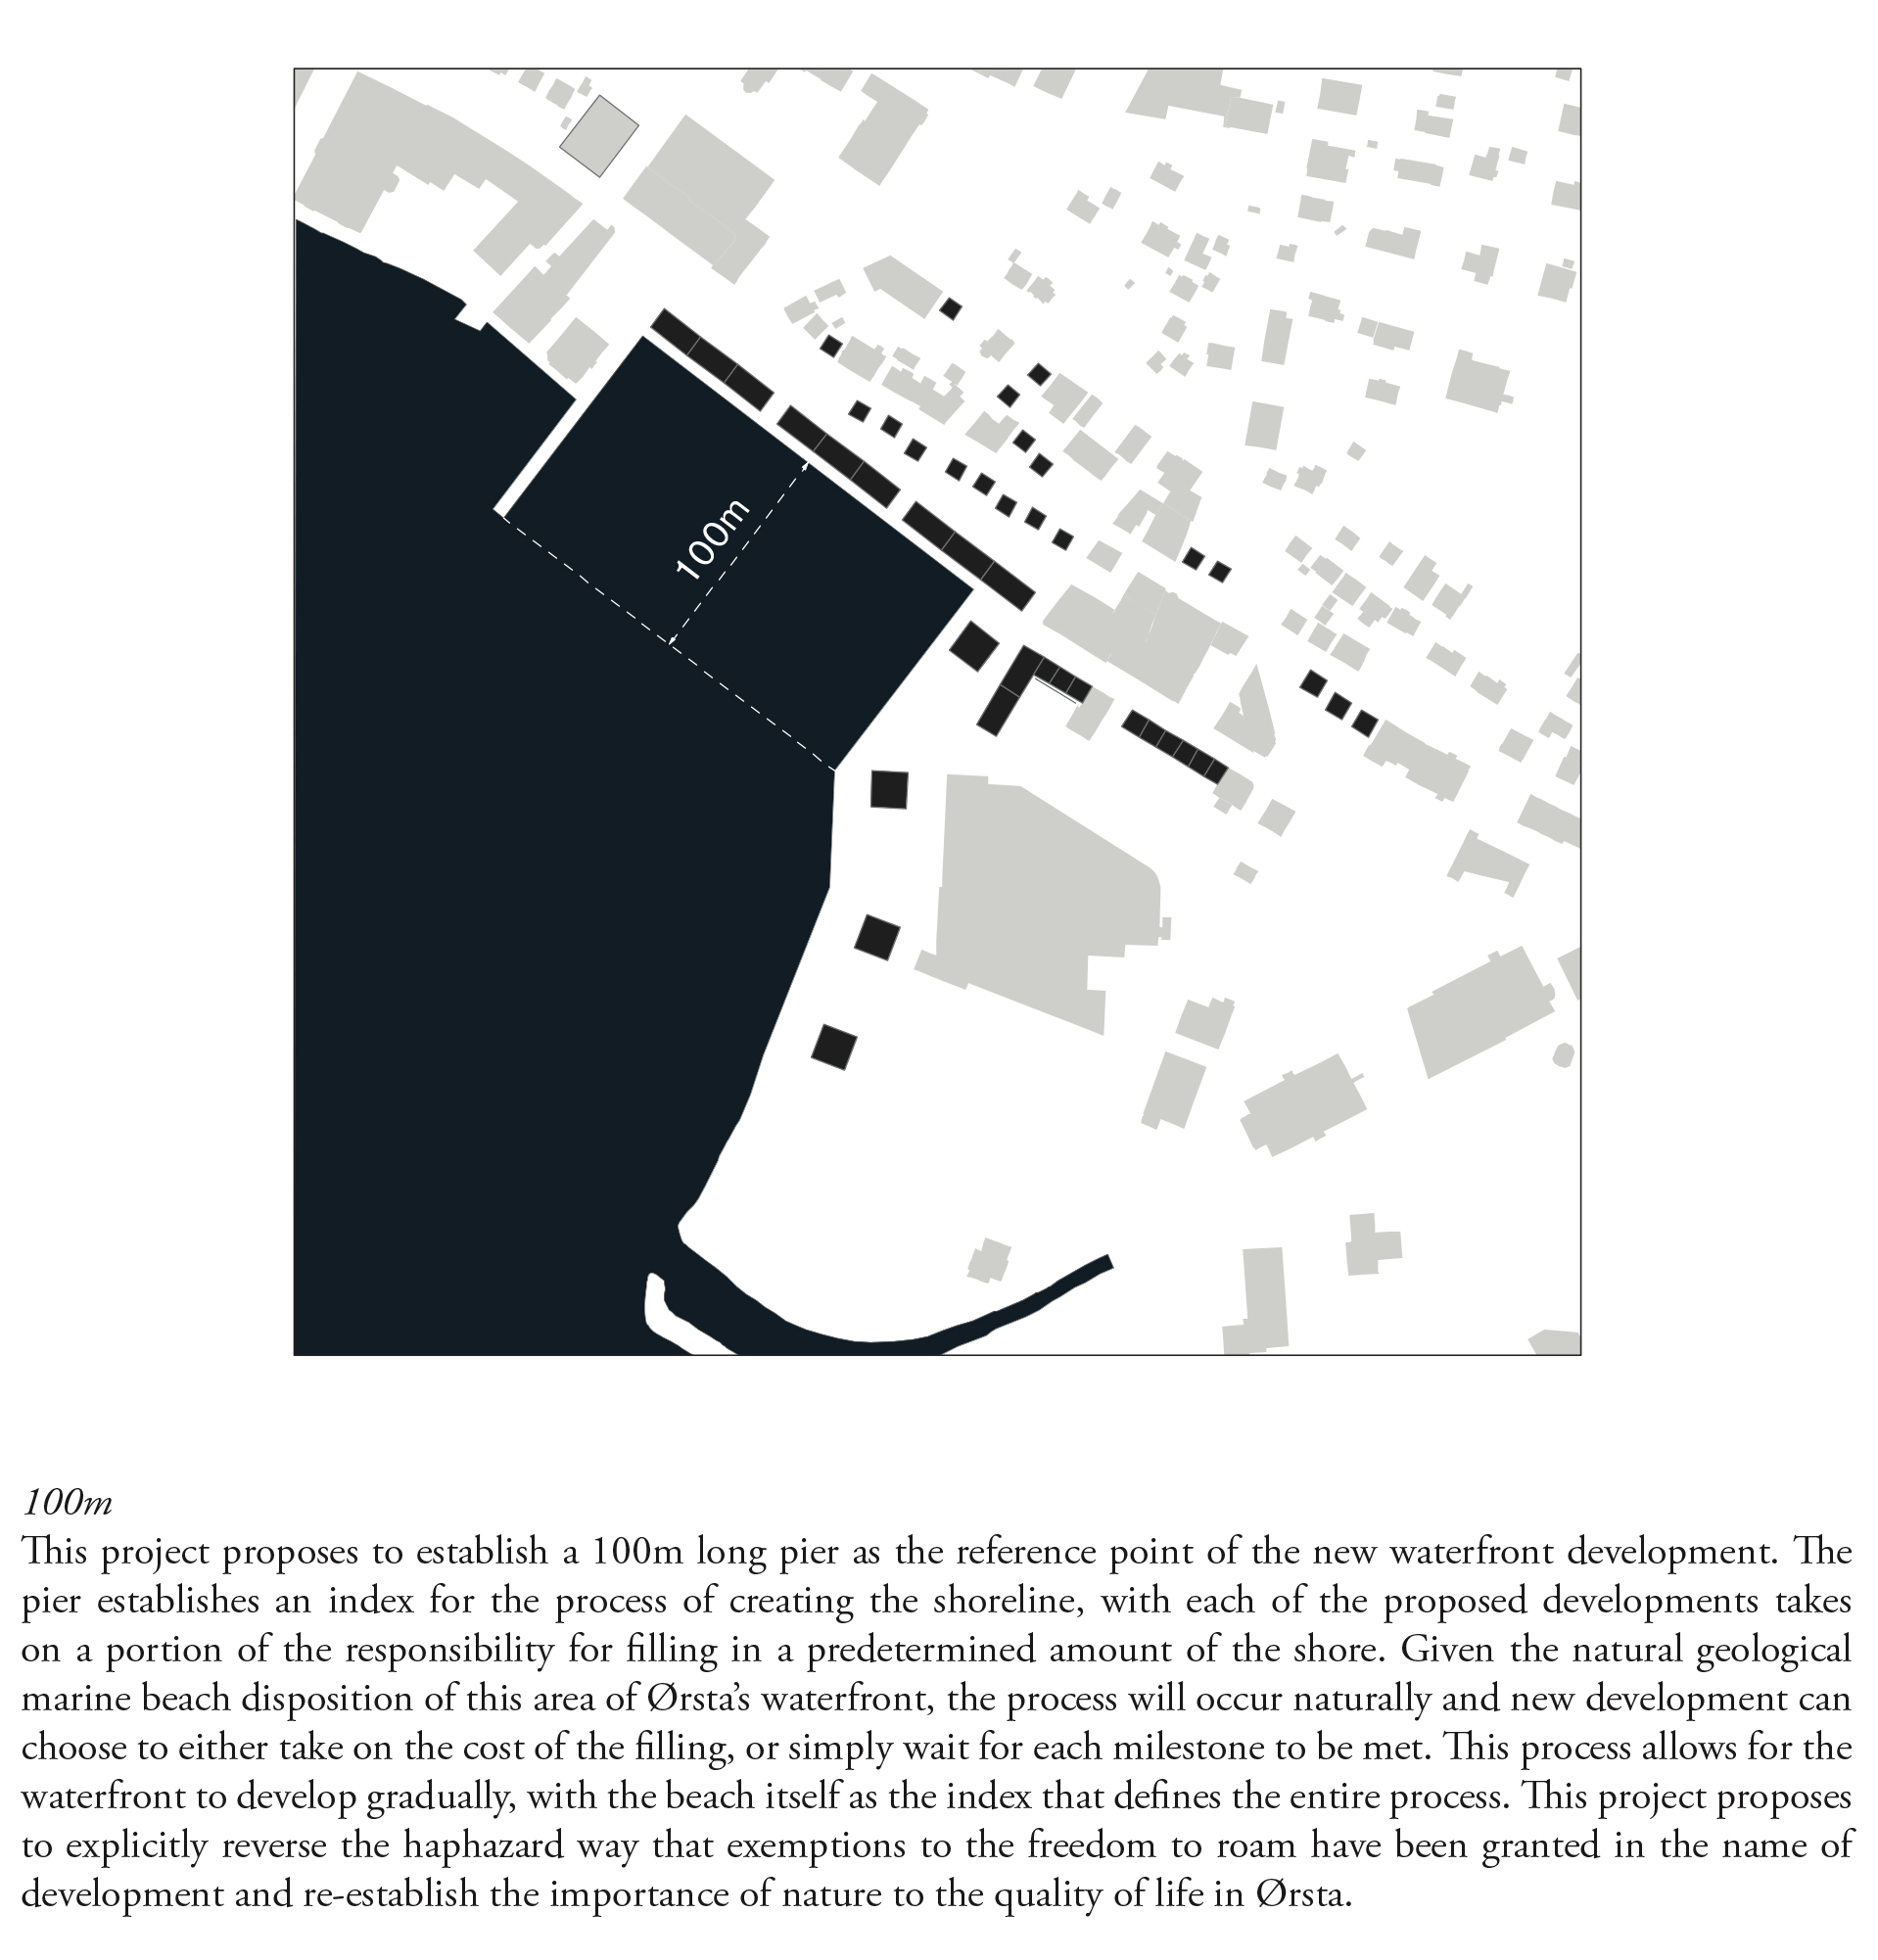 100m
100m
This project proposes to establish a 100m long pier as the reference point of the new waterfront development. The
pier establishes an index for the process of creating the shoreline, with each of the proposed developments takes
on a portion of the responsibility for filling in a predetermined amount of the shore. Given the natural geological
marine beach disposition of this area of Ørsta’s waterfront, the process will occur naturally and new development can
choose to either take on the cost of the filling, or simply wait for each milestone to be met. This process allows for the
waterfront to develop gradually, with the beach itself as the index that defines the entire process. This project proposes
to explicitly reverse the haphazard way that exemptions to the freedom to roam have been granted in the name of
development and re-establish the importance of nature to the quality of life in Ørsta.